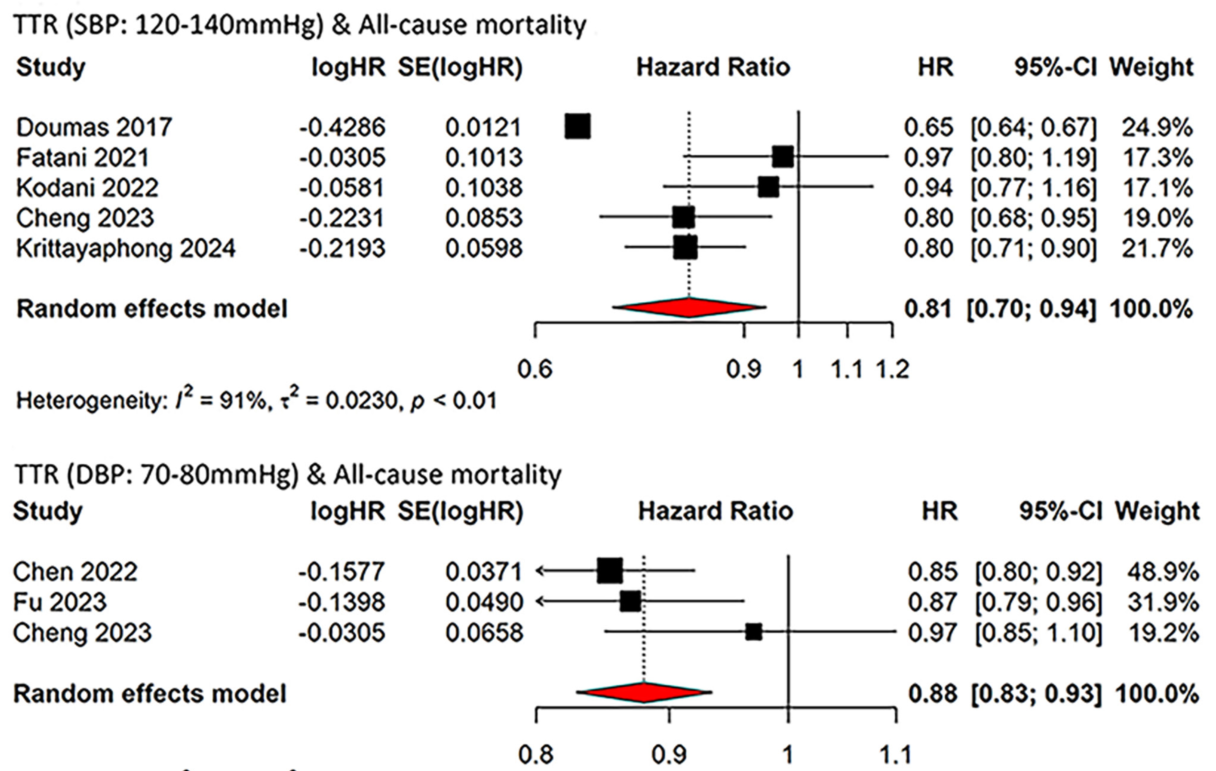 TTR (SBP: 120-140mmHg) & All-cause mortality
Study logHR SE(logHR) Hazard Ratio HR 95%-CI Weight
Doumas 2017 -0.4286 0.0121 0.65 [0.64; 0.67] 24.9%
Fatani 2021 -0.0305 0.1013 0.97 [0.80; 1.19] 17.3%
Kodani 2022 -0.0581 0.1038 0.94 [0.77; 1.16] 17.1%
Cheng 2023 -0.2231 0.0853 0.80 [0.68; 0.95] 19.0%
Krittayaphong 2024 -0.2193 0.0598 0.80 [0.71; 0.90] 21.7%
Random effects model 0.81 [0.70; 0.94] 100.0%
0.6 0.9 1 1.1 1.2
Heterogeneity: I² = 91%, τ² = 0.0230, p < 0.01
TTR (DBP: 70-80mmHg) & All-cause mortality
Study logHR SE(logHR) Hazard Ratio HR 95%-CI Weight
Chen 2022 -0.1577 0.0371 0.85 [0.80; 0.92] 48.9%
Fu 2023 -0.1398 0.0490 0.87 [0.79; 0.96] 31.9%
Cheng 2023 -0.0305 0.0658 0.97 [0.85; 1.10] 19.2%
Random effects model 0.88 [0.83; 0.93] 100.0%
0.8 0.9 1 1.1